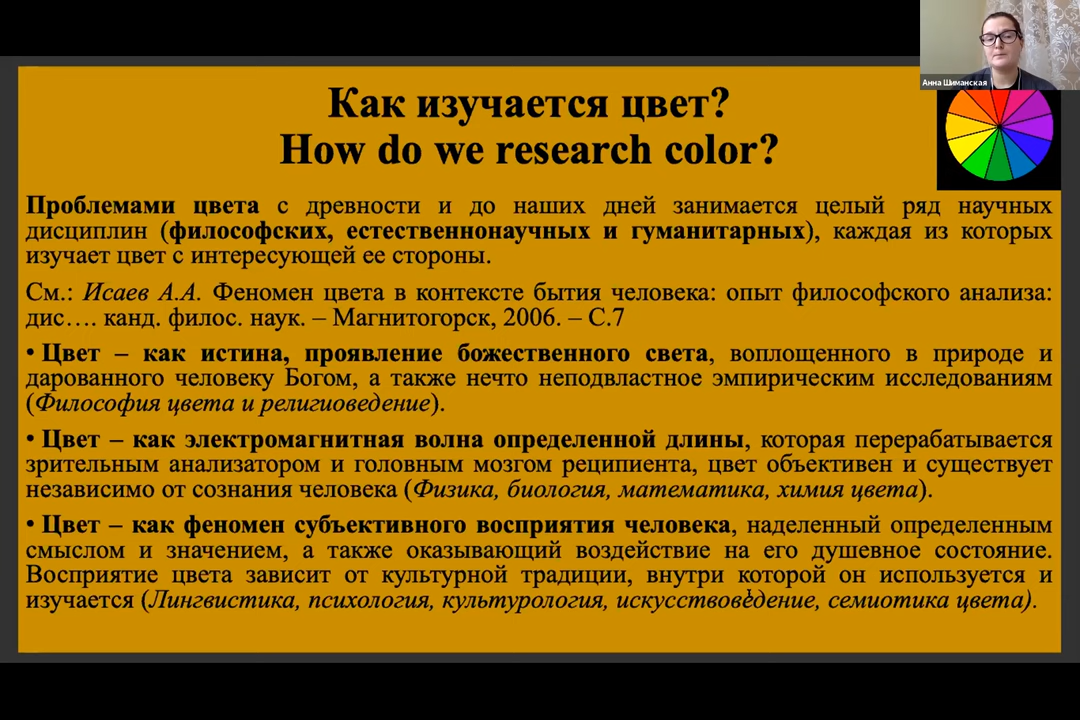 Анна Шиманская
Как изучается цвет?
How do we research color?
Проблемами цвета с древности и до наших дней занимается целый ряд научных
дисциплин (философских, естественнонаучных и гуманитарных), каждая из которых
изучает цвет с интересующей ее стороны.
См.: Исаев А.А. Феномен цвета в контексте бытия человека: опыт философского анализа:
дис…. канд. филос. наук. – Магнитогорск, 2006. – С.7
• Цвет – как истина, проявление божественного света, воплощенного в природе и
дарованного человеку Богом, а также нечто неподвластное эмпирическим исследованиям
(Философия цвета и религиоведение).
• Цвет – как электромагнитная волна определенной длины, которая перерабатывается
зрительным анализатором и головным мозгом реципиента, цвет объективен и существует
независимо от сознания человека (Физика, биология, математика, химия цвета).
• Цвет – как феномен субъективного восприятия человека, наделенный определенным
смыслом и значением, а также оказывающий воздействие на его душевное состояние.
Восприятие цвета зависит от культурной традиции, внутри которой он используется и
изучается (Лингвистика, психология, культурология, искусствоведение, семиотика цвета).